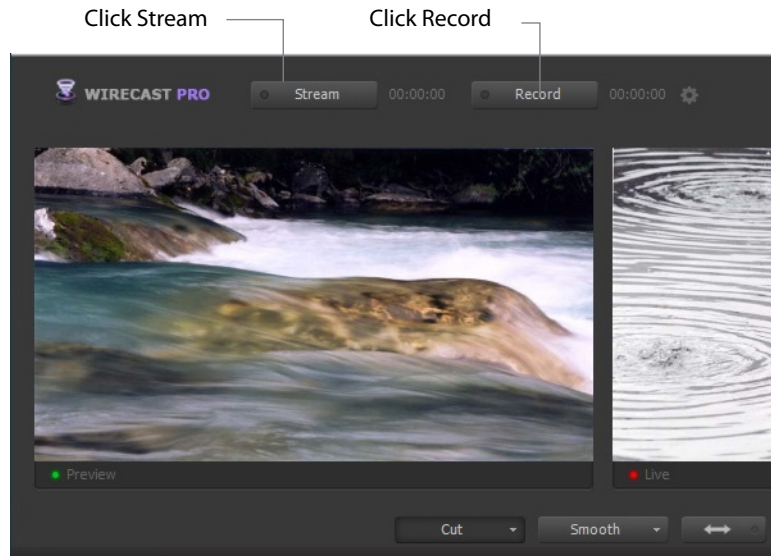 Click Stream Click Record
WIRECAST PRO Stream 00:00:00 Record 00:00:00
Preview Live
Cut Smooth